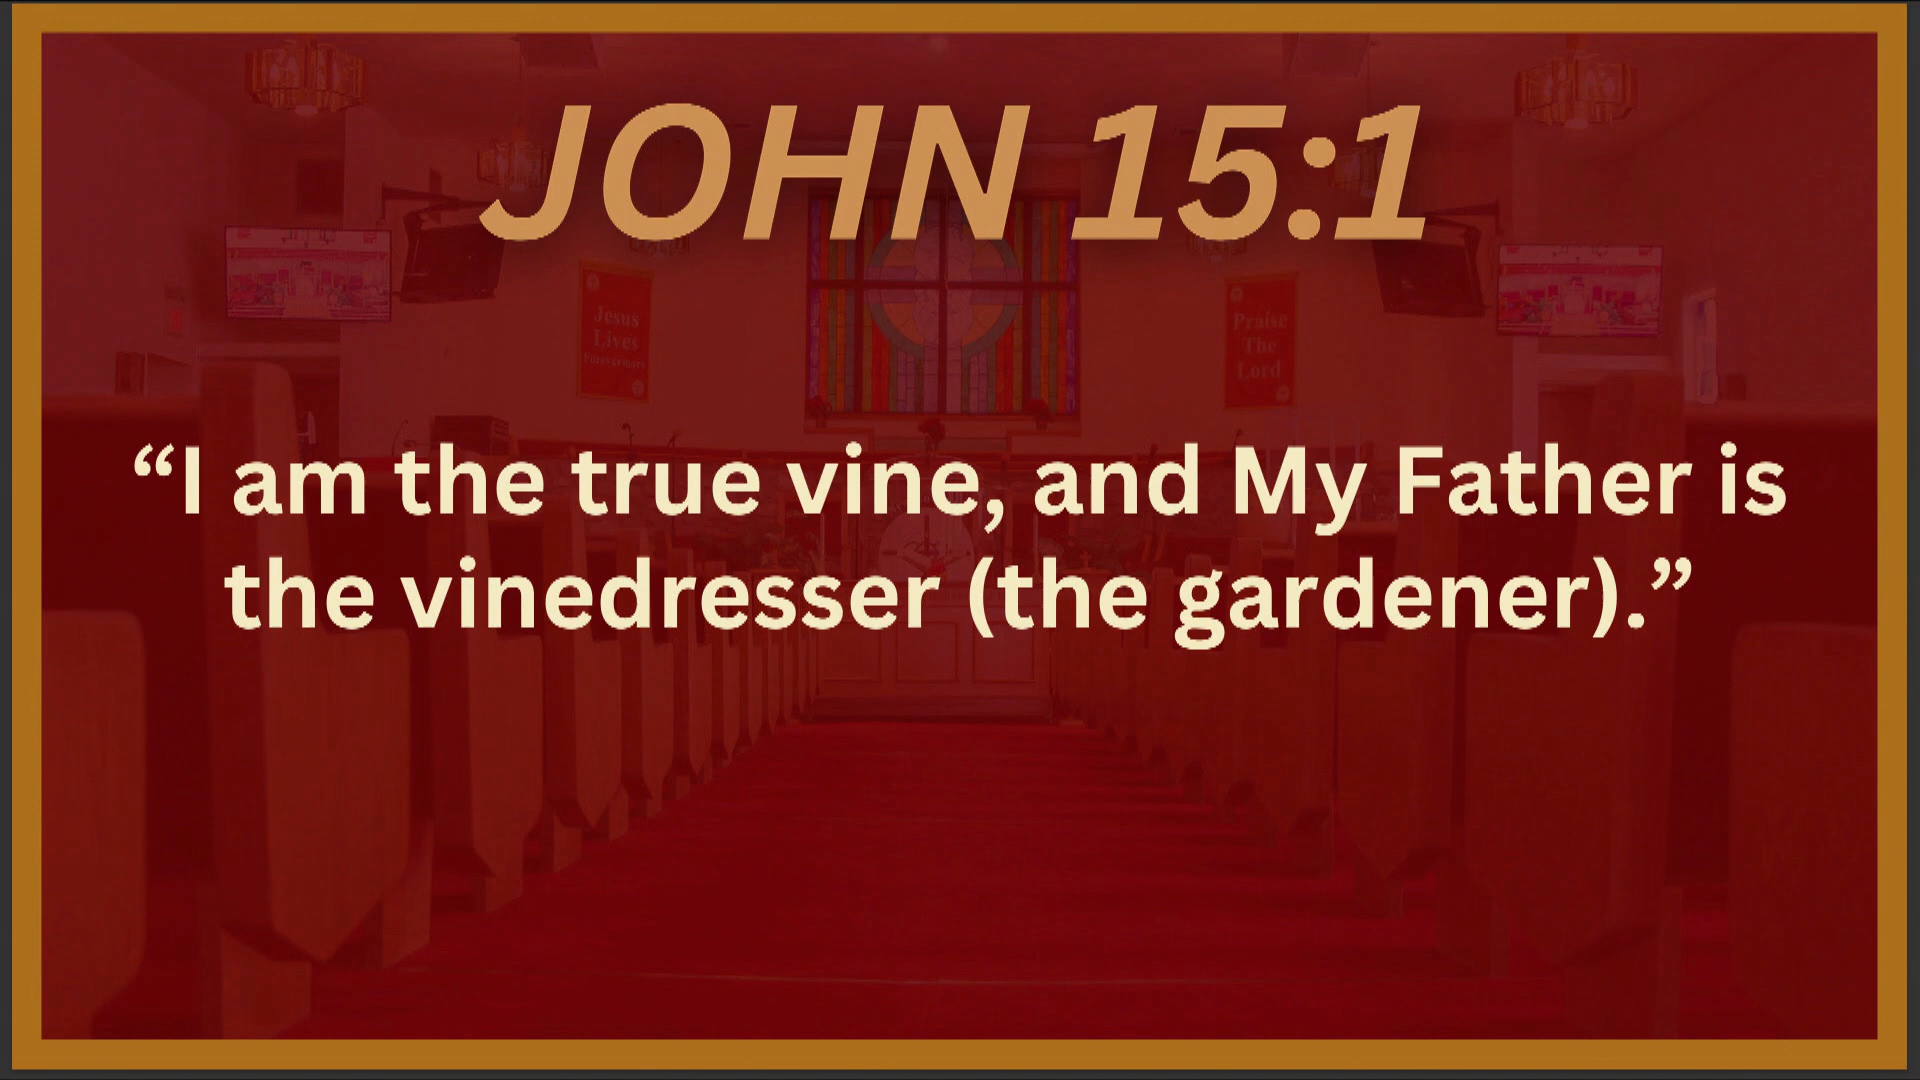 JOHN 15:1
Jesus
Lives
Forevermore
Praise
The
Lord
“I am the true vine, and My Father is
the vinedresser (the gardener).”